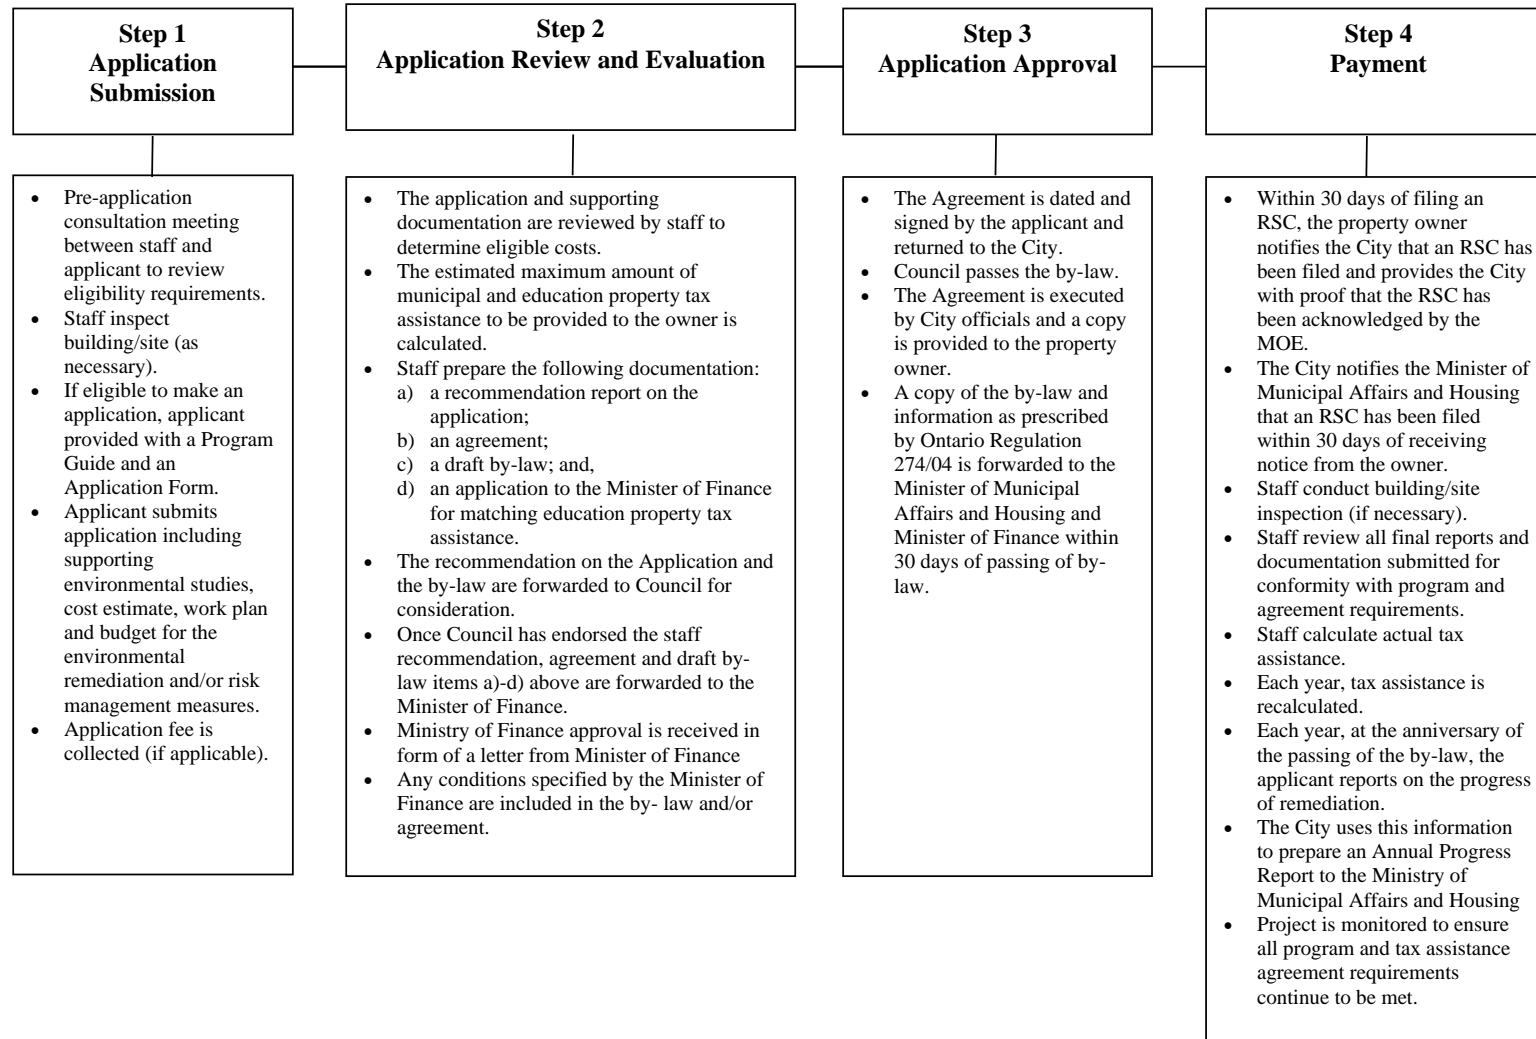 Step 1
Application
Submission
Step 2
Application Review and Evaluation
Step 3
Application Approval
Step 4
Payment
• Pre-application
consultation meeting
between staff and
applicant to review
eligibility requirements.
• Staff inspect
building/site (as
necessary).
• If eligible to make an
application, applicant
provided with a Program
Guide and an
Application Form.
• Applicant submits
application including
supporting
environmental studies,
cost estimate, work plan
and budget for the
environmental
remediation and/or risk
management measures.
• Application fee is
collected (if applicable).
• The application and supporting
documentation are reviewed by staff to
determine eligible costs.
• The estimated maximum amount of
municipal and education property tax
assistance to be provided to the owner is
calculated.
• Staff prepare the following documentation:
a) a recommendation report on the
application;
b) an agreement;
c) a draft by-law; and,
d) an application to the Minister of Finance
for matching education property tax
assistance.
• The recommendation on the Application and
the by-law are forwarded to Council for
consideration.
• Once Council has endorsed the staff
recommendation, agreement and draft by-
law items a)-d) above are forwarded to the
Minister of Finance.
• Ministry of Finance approval is received in
form of a letter from Minister of Finance
• Any conditions specified by the Minister of
Finance are included in the by- law and/or
agreement.
• The Agreement is dated and
signed by the applicant and
returned to the City.
• Council passes the by-law.
• The Agreement is executed
by City officials and a copy
is provided to the property
owner.
• A copy of the by-law and
information as prescribed
by Ontario Regulation
274/04 is forwarded to the
Minister of Municipal
Affairs and Housing and
Minister of Finance within
30 days of passing of by-
law.
• Within 30 days of filing an
RSC, the property owner
notifies the City that an RSC has
been filed and provides the City
with proof that the RSC has
been acknowledged by the
MOE.
• The City notifies the Minister of
Municipal Affairs and Housing
that an RSC has been filed
within 30 days of receiving
notice from the owner.
• Staff conduct building/site
inspection (if necessary).
• Staff review all final reports and
documentation submitted for
conformity with program and
agreement requirements.
• Staff calculate actual tax
assistance.
• Each year, tax assistance is
recalculated.
• Each year, at the anniversary of
the passing of the by-law, the
applicant reports on the progress
of remediation.
• The City uses this information
to prepare an Annual Progress
Report to the Ministry of
Municipal Affairs and Housing
• Project is monitored to ensure
all program and tax assistance
agreement requirements
continue to be met.